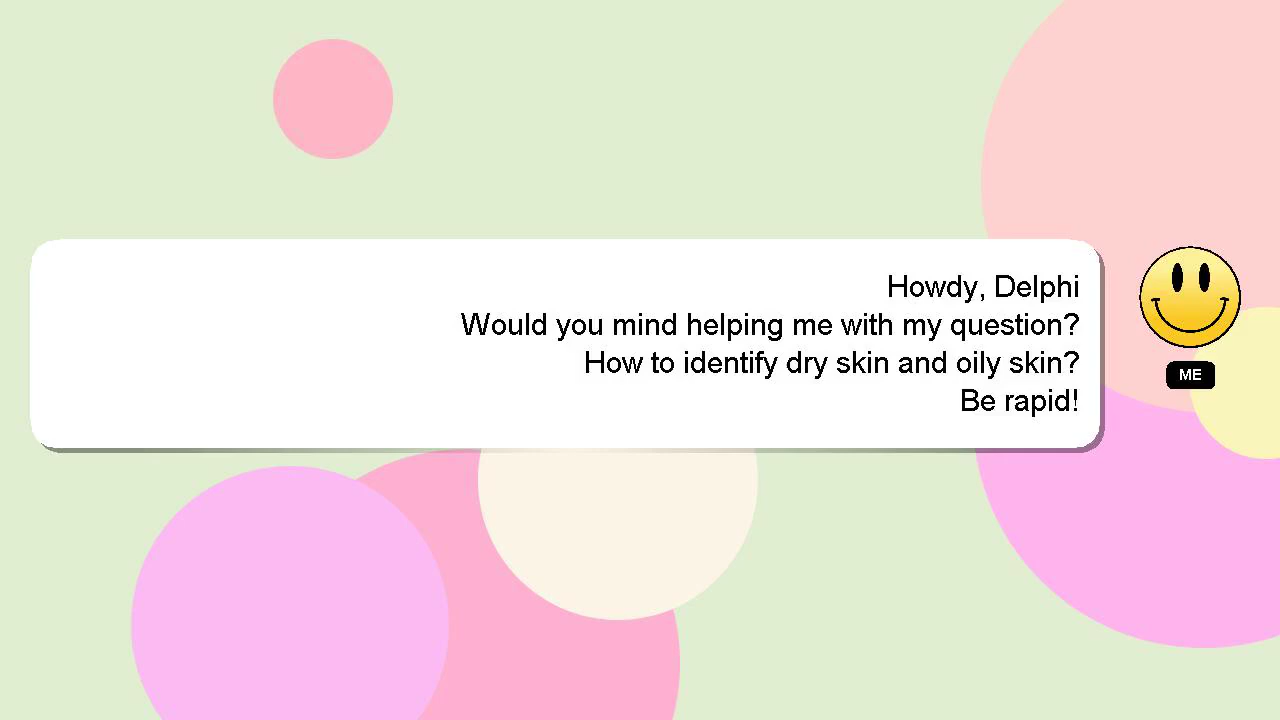 Howdy, Delphi
Would you mind helping me with my question?
How to identify dry skin and oily skin?
Be rapid!
ME